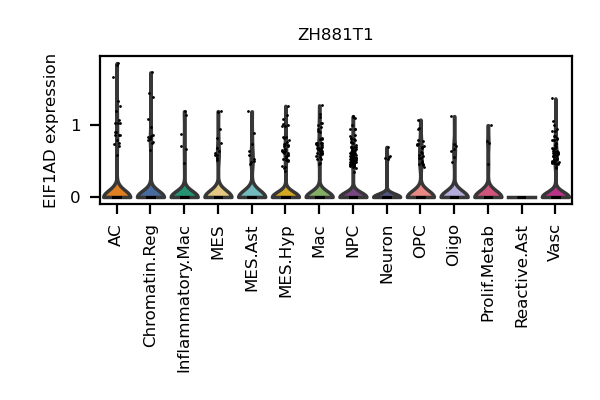 ZH881T1
EIF1AD expression
1
0
AC
Chromatin.Reg
Inflammatory.Mac
MES
MES.Ast
MES.Hyp
Mac
NPC
Neuron
OPC
Oligo
Prolif.Metab
Reactive.Ast
Vasc